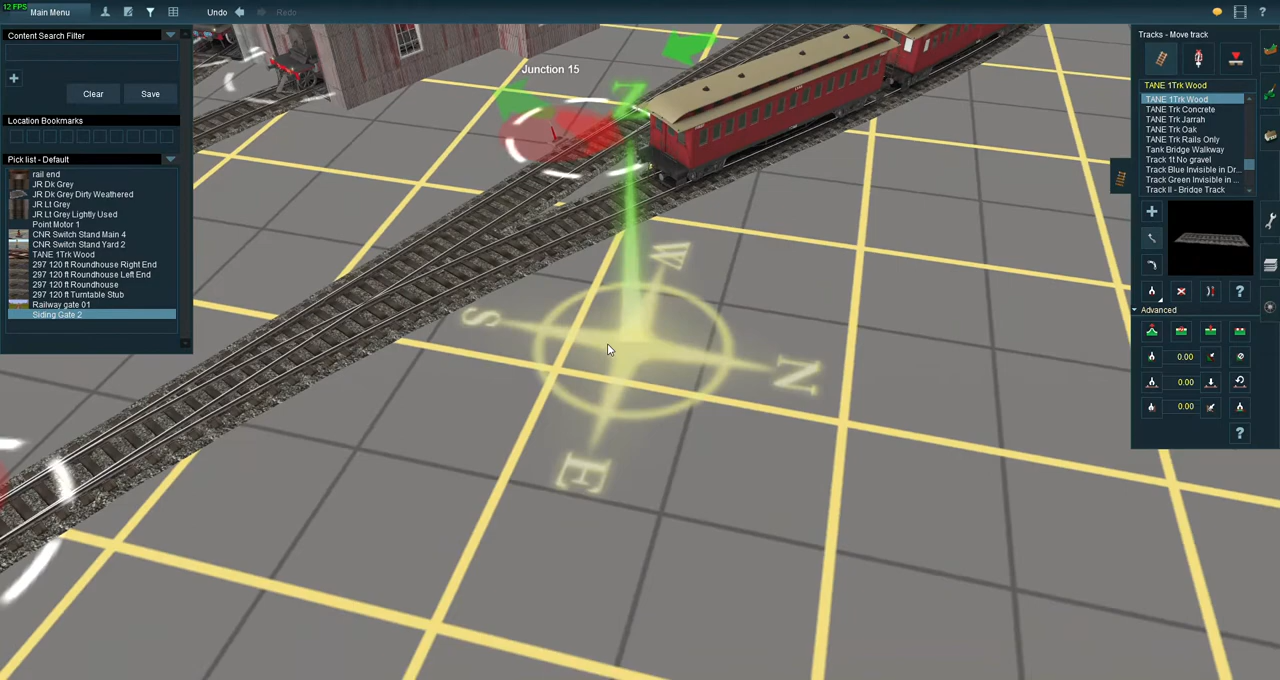 12 FPS
Main Menu
Undo
Redo
Content Search Filter
Clear
Save
Location Bookmarks
Pick list - Default
rail end
JR Dk Grey
JR Dk Grey Dirty Weathered
JR Lt Grey
JR Lt Grey Lightly Used
Point Motor 1
CNR Switch Stand Main 4
CNR Switch Stand Yard 2
TANE 1Trk Wood
297 120 ft Roundhouse Right End
297 120 ft Roundhouse Left End
297 120 ft Roundhouse
297 120 ft Turntable Stub
Railway gate 01
Siding Gate 2
Junction 15
Z
W
S
N
E
Tracks - Move track
TANE 1Trk Wood
TANE 1Trk Wood
TANE Trk Concrete
TANE Trk Jarrah
TANE Trk Oak
TANE Trk Rails Only
Tank Bridge Walkway
Track 1t No gravel
Track Blue Invisible in Dr...
Track Green Invisible in ...
Track II - Bridge Track
?
Advanced
0.00
0.00
0.00
?